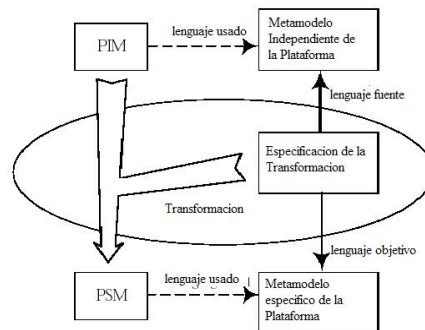 PIM
lenguaje usado
Metamodelo
Independiente de
la Plataforma
lenguaje fuente
Especificacion de la
Transformacion
Transformacion
lenguaje objetivo
PSM
lenguaje usado
Metamodelo
especifico de la
Plataforma